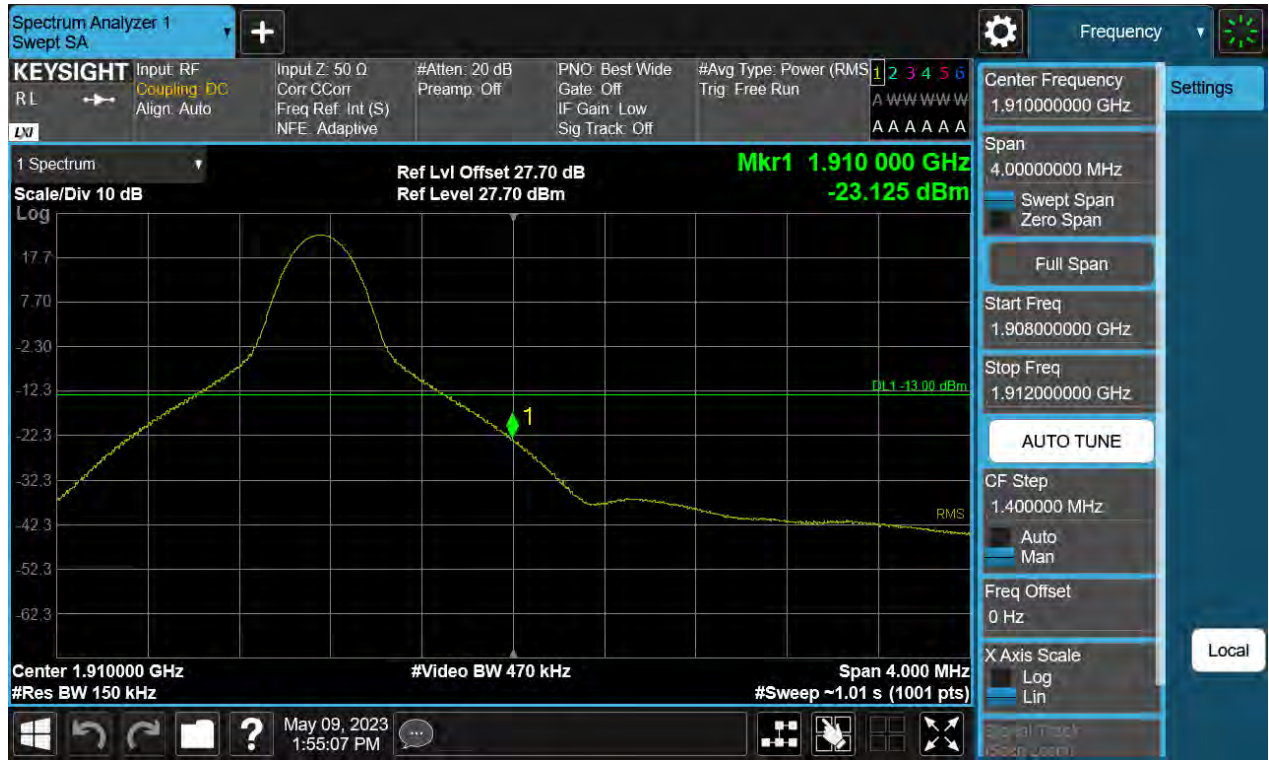 Spectrum Analyzer 1
Swept SA
Frequency
KEYSIGHT
RL
LXI
Input: RF
Coupling: DC
Align: Auto
Input Z: 50 Ω
Corr CCorr
Freq Ref: Int (S)
NFE: Adaptive
#Atten: 20 dB
Preamp: Off
PNO: Best Wide
Gate: Off
IF Gain: Low
Sig Track: Off
#Avg Type: Power (RMS
Trig: Free Run
1 2 3 4 5 6
A W W W W W
A A A A A A
1 Spectrum
Scale/Div 10 dB
Log
Ref Lvl Offset 27.70 dB
Ref Level 27.70 dBm
Mkr1 1.910 000 GHz
-23.125 dBm
17.7
7.70
-2.30
-12.3
-22.3
-32.3
-42.3
-52.3
-62.3
DL1 -13.00 dBm
1
RMS
Center 1.910000 GHz
#Res BW 150 kHz
#Video BW 470 kHz
Span 4.000 MHz
#Sweep ~1.01 s (1001 pts)
Center Frequency
1.910000000 GHz
Span
4.00000000 MHz
Swept Span
Zero Span
Full Span
Start Freq
1.908000000 GHz
Stop Freq
1.912000000 GHz
AUTO TUNE
CF Step
1.400000 MHz
Auto
Man
Freq Offset
0 Hz
X Axis Scale
Log
Lin
Signal Track
(Span Zoom)
Settings
Local
?
May 09, 2023
1:55:07 PM